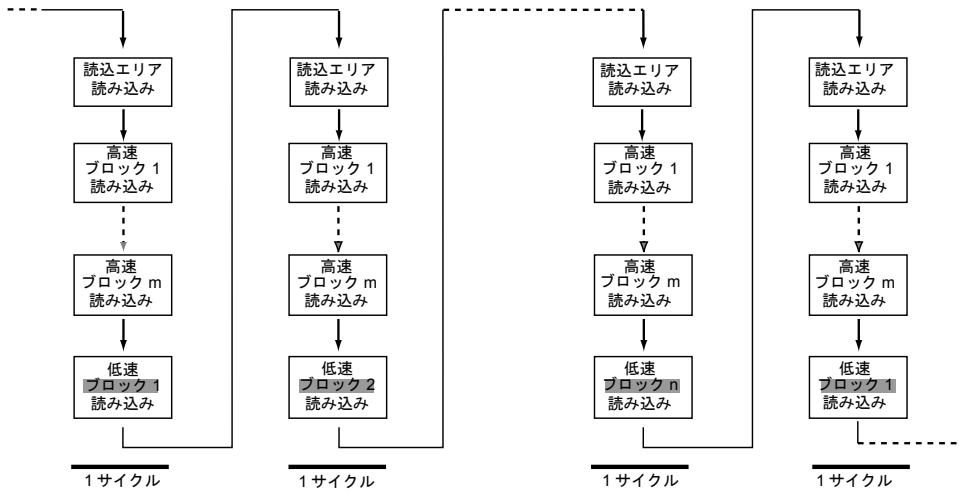 読込エリア
読み込み
高速
ブロック 1
読み込み
高速
ブロック m
読み込み
低速
ブロック 1
読み込み
1 サイクル
読込エリア
読み込み
高速
ブロック 1
読み込み
高速
ブロック m
読み込み
低速
ブロック 2
読み込み
1 サイクル
読込エリア
読み込み
高速
ブロック 1
読み込み
高速
ブロック m
読み込み
低速
ブロック n
読み込み
1 サイクル
読込エリア
読み込み
高速
ブロック 1
読み込み
高速
ブロック m
読み込み
低速
ブロック 1
読み込み
1 サイクル